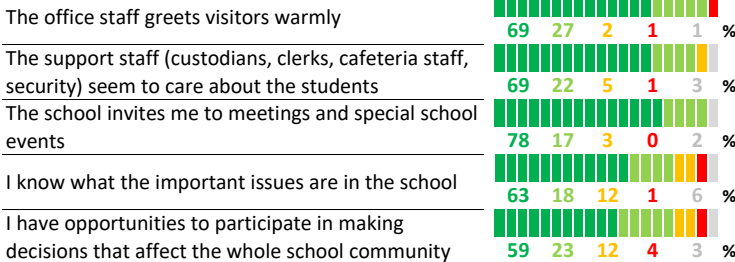 The office staff greets visitors warmly
69 27 2 1 1 %
The support staff (custodians, clerks, cafeteria staff,
security) seem to care about the students
69 22 5 1 3 %
The school invites me to meetings and special school
events
78 17 3 0 2 %
I know what the important issues are in the school
63 18 12 1 6 %
I have opportunities to participate in making
decisions that affect the whole school community
59 23 12 4 3 %